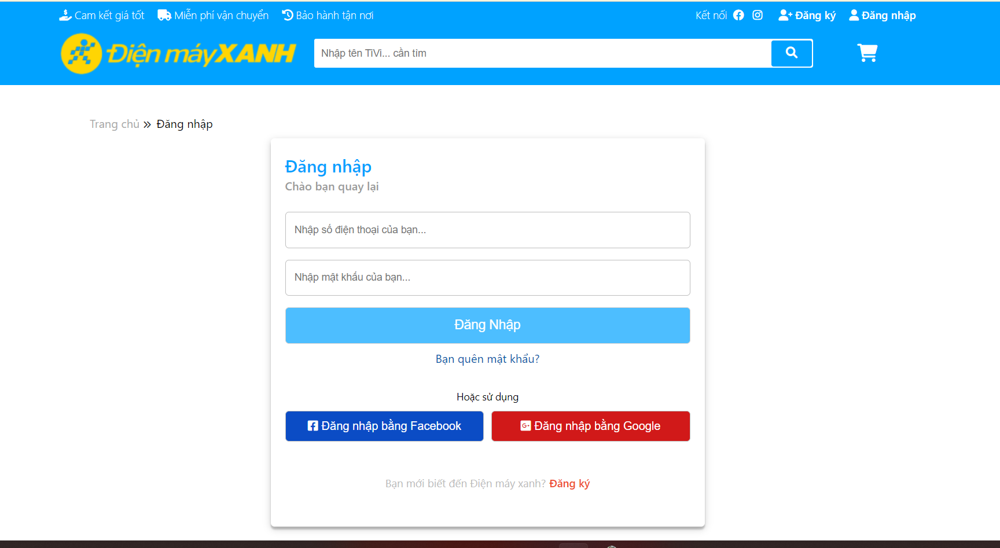 Cam kết giá tốt Miễn phí vận chuyển Bảo hành tận nơi Kết nối Đăng ký Đăng nhập
Điện máy XANH
Nhập tên TiVi... cần tìm
Trang chủ » Đăng nhập
Đăng nhập
Chào bạn quay lại
Nhập số điện thoại của bạn...
Nhập mật khẩu của bạn...
Đăng Nhập
Bạn quên mật khẩu?
Hoặc sử dụng
Đăng nhập bằng Facebook Đăng nhập bằng Google
Bạn mới biết đến Điện máy xanh? Đăng ký